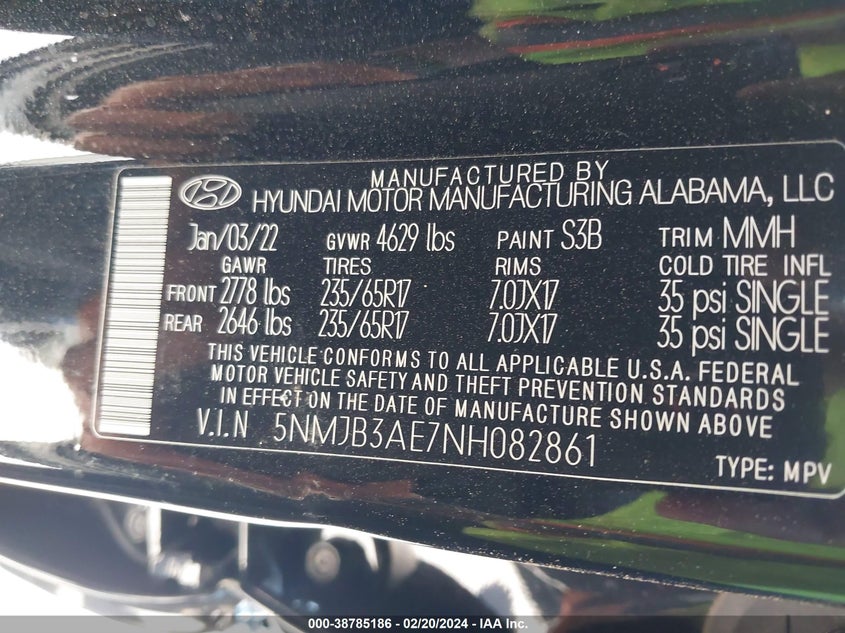 MANUFACTURED BY
HYUNDAI MOTOR MANUFACTURING ALABAMA, LLC
Jan/03/22 GVWR 4629 lbs PAINT S3B TRIM MMH
GAWR TIRES RIMS COLD TIRE INFL
FRONT 2778 lbs 235/65R17 7.0JX17 35 psi SINGLE
REAR 2646 lbs 235/65R17 7.0JX17 35 psi SINGLE
THIS VEHICLE CONFORMS TO ALL APPLICABLE U.S.A. FEDERAL
MOTOR VEHICLE SAFETY AND THEFT PREVENTION STANDARDS
IN EFFECT ON THE DATE OF MANUFACTURE SHOWN ABOVE
V.I.N 5NMJB3AE7NH082861
TYPE: MPV
000-38785186 - 02/20/2024 - IAA Inc.